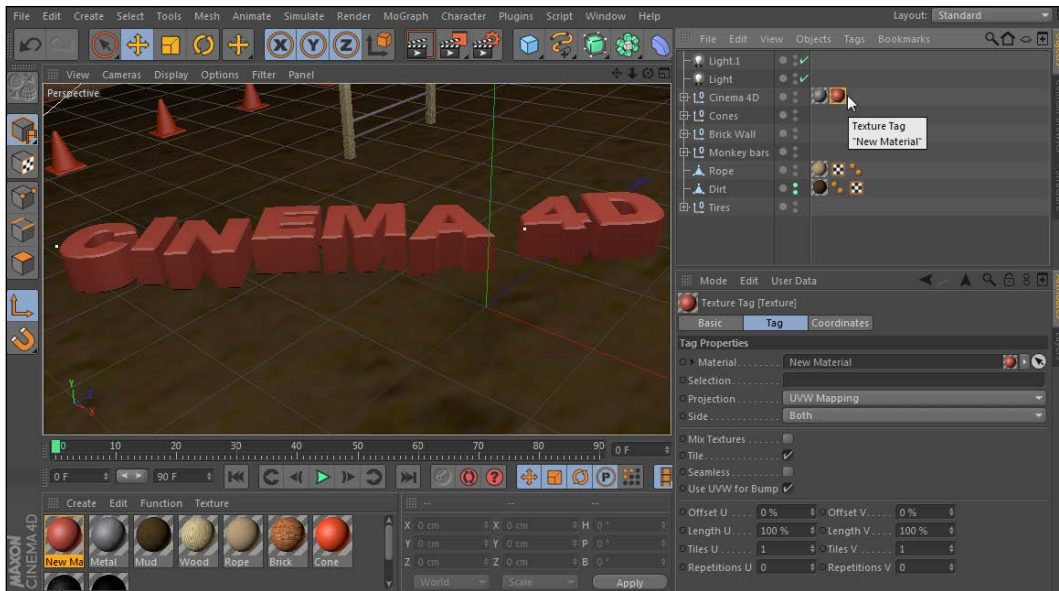 File Edit Create Select Tools Mesh Animate Simulate Render MoGraph Character Plugins Script Window Help
Layout: Standard
File Edit View Objects Tags Bookmarks
Light.1
Light
Cinema 4D
Cones
Brick Wall
Monkey bars
Rope
Dirt
Tires
Texture Tag
"New Material"
View Cameras Display Options Filter Panel
Perspective
CINEMA 4D
Y
Z
X
0 10 20 30 40 50 60 70 80 90 0 F
0 F 90 F
Create Edit Function Texture
New Ma Metal Mud Wood Rope Brick Cone
MAXON
CINEMA 4D
-- -- --
X 0 cm X 0 cm H 0 °
Y 0 cm Y 0 cm P 0 °
Z 0 cm Z 0 cm B 0 °
World Scale Apply
Mode Edit User Data
Texture Tag [Texture]
Basic Tag Coordinates
Tag Properties
Material........ New Material
Selection........
Projection....... UVW Mapping
Side............. Both
Mix Textures.....
Tile.............
Seamless.........
Use UVW for Bump
Offset U .... 0 % Offset V..... 0 %
Length U.... 100 % Length V.... 100 %
Tiles U ..... 1 Tiles V ...... 1
Repetitions U 0 Repetitions V 0